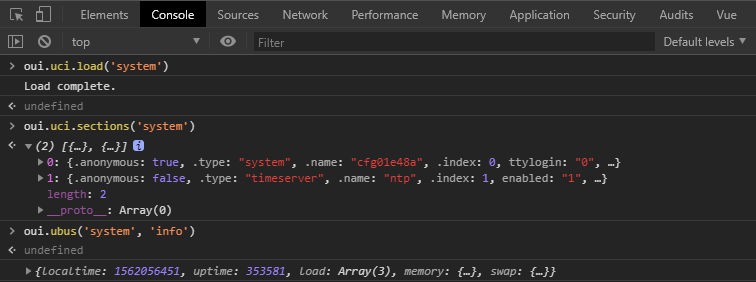 Elements Console Sources Network Performance Memory Application Security Audits Vue
top Filter Default levels
> oui.uci.load('system')
Load complete.
undefined
> oui.uci.sections('system')
(2) [{…}, {…}] i
0: {.anonymous: true, .type: "system", .name: "cfg01e48a", .index: 0, ttylogin: "0", …}
1: {.anonymous: false, .type: "timeserver", .name: "ntp", .index: 1, enabled: "1", …}
length: 2
__proto__: Array(0)
> oui.ubus('system', 'info')
undefined
{localtime: 1562056451, uptime: 353581, load: Array(3), memory: {…}, swap: {…}}